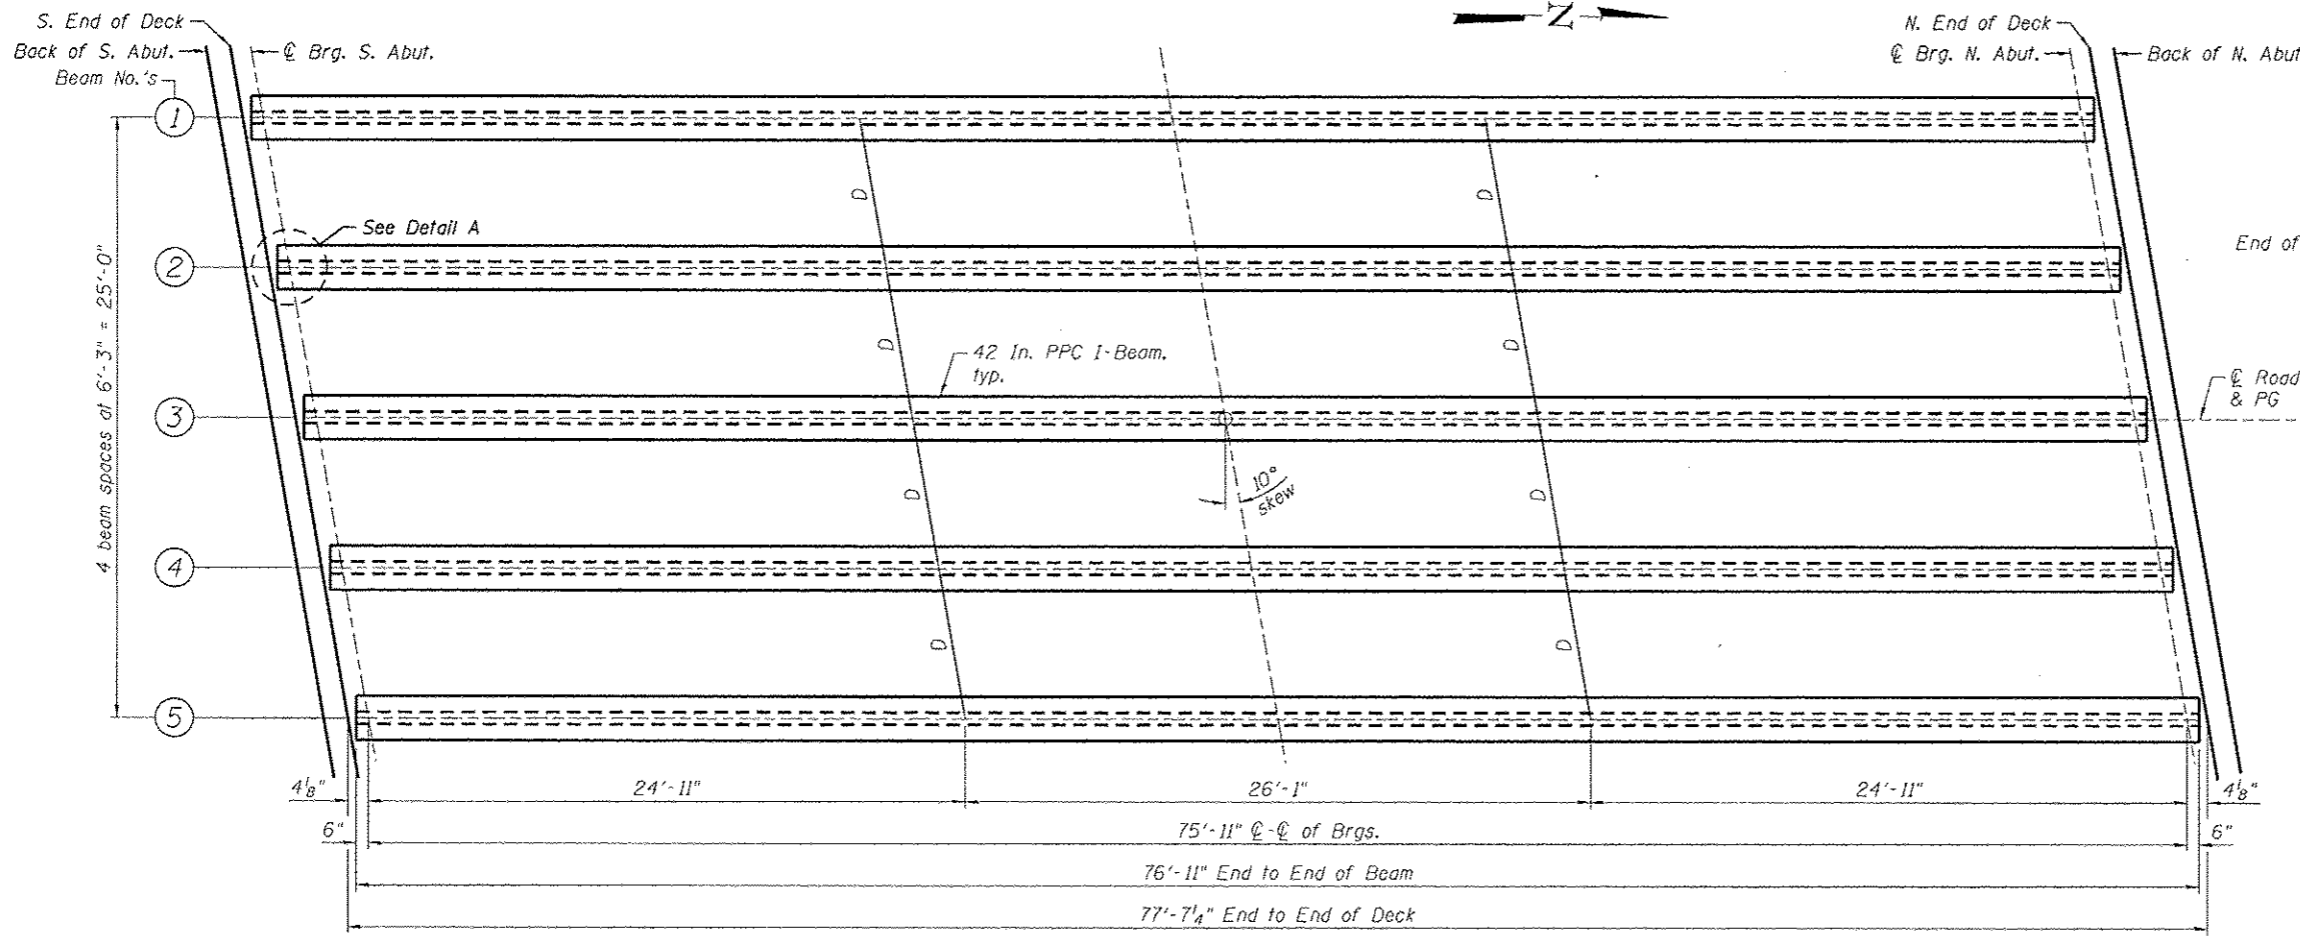 S. End of Deck
Back of S. Abut.
℄ Brg. S. Abut.
Beam No.'s
N
N. End of Deck
℄ Brg. N. Abut.
Back of N. Abut
1
D
D
See Detail A
2
End of
4 beam spaces at 6'-3" = 25'-0"
D
D
42 In. PPC I-Beam.
typ.
℄ Road
& PG
3
D
D
10°
skew
4
D
D
5
4⅛"
24'-11"
26'-1"
24'-11"
4⅛"
6"
75'-11" ℄-℄ of Brgs.
6"
76'-11" End to End of Beam
77'-7¼" End to End of Deck